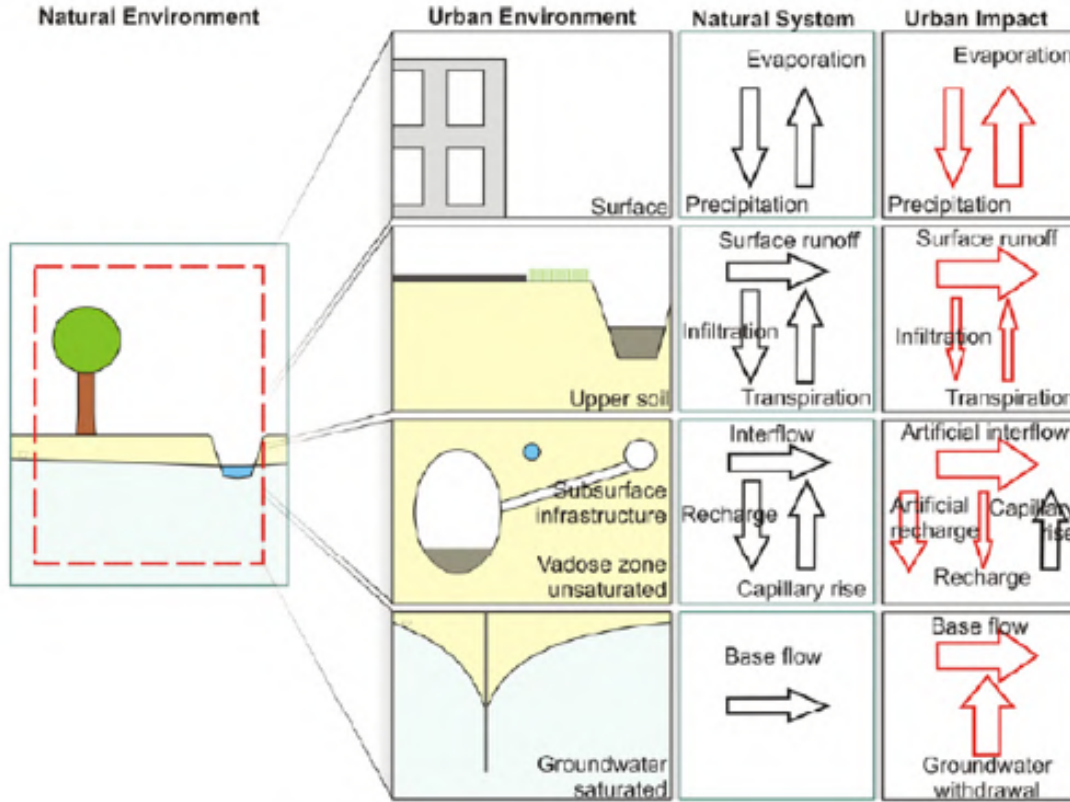 Natural Environment
Urban Environment
Natural System
Urban Impact
Surface
Evaporation
Precipitation
Evaporation
Precipitation
Upper soil
Surface runoff
Infiltration
Transpiration
Surface runoff
Infiltration
Transpiration
Subsurface
infrastructure
Vadose zone
unsaturated
Interflow
Recharge
Capillary rise
Artificial interflow
Artificial
recharge
Capillary
rise
Recharge
Groundwater
saturated
Base flow
Base flow
Groundwater
withdrawal